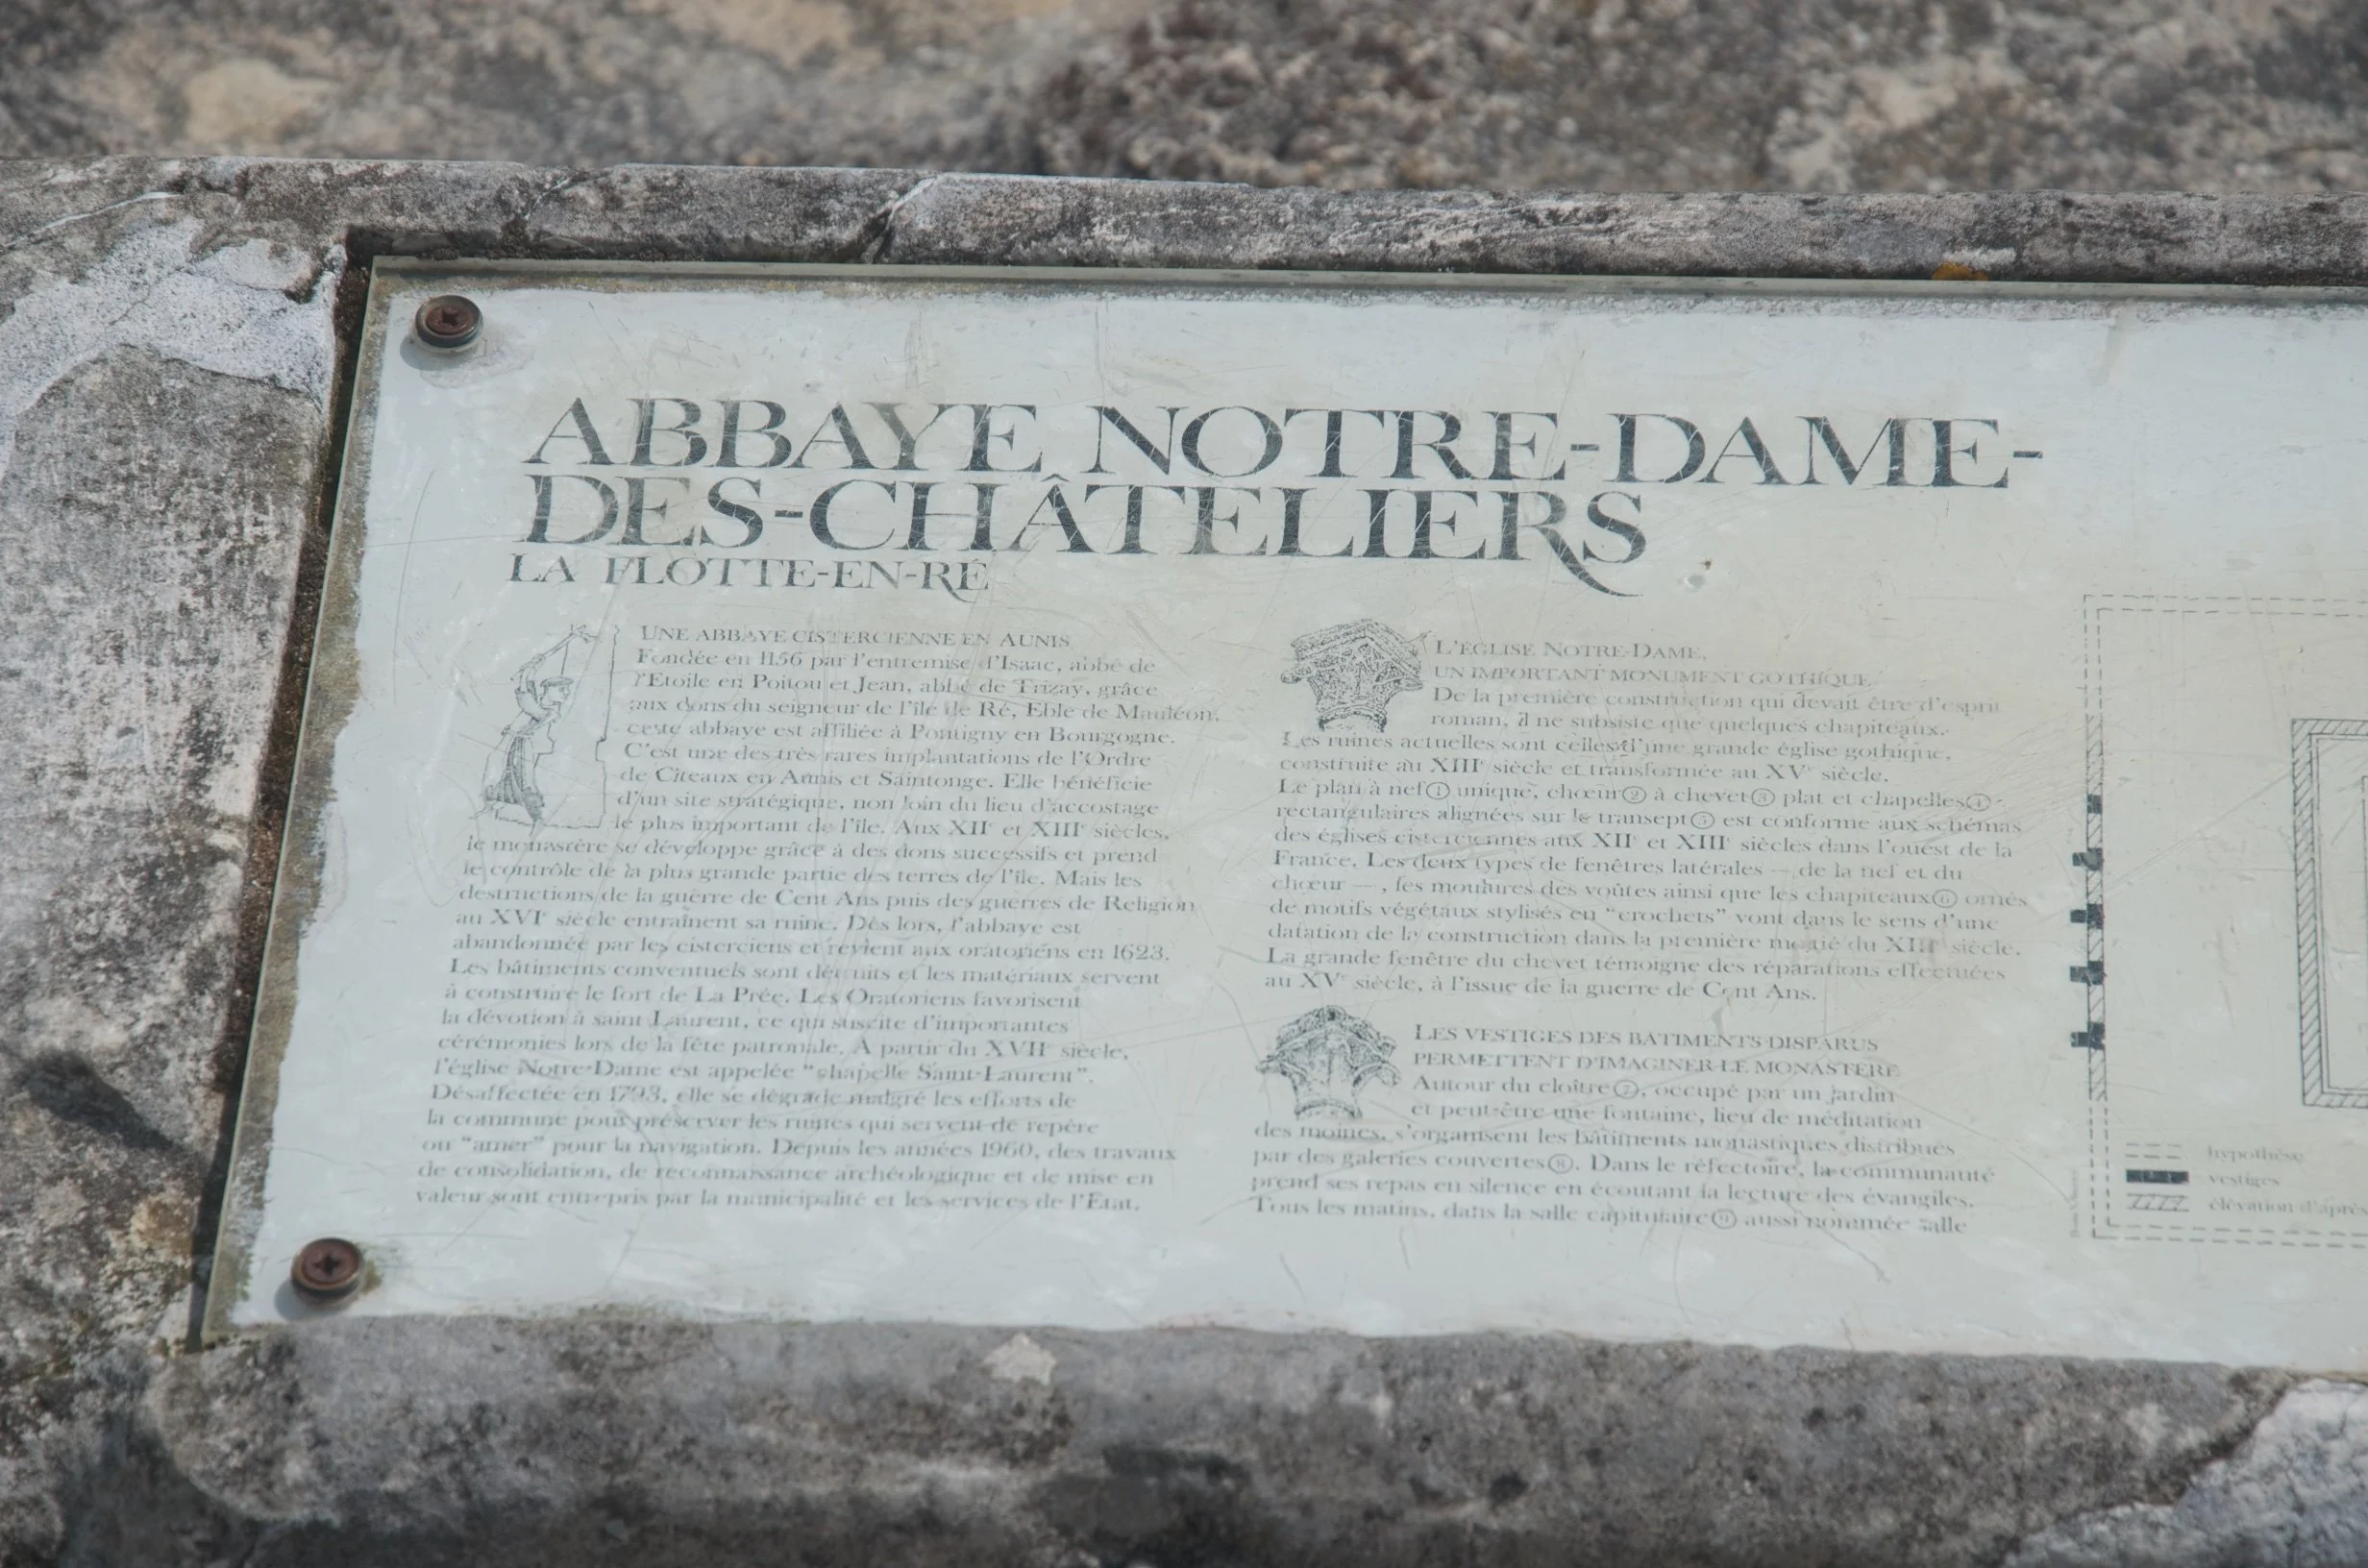 ABBAYE NOTRE-DAME-
DES-CHÂTELIERS
LA FLOTTE-EN-RÉ
UNE ABBAYE CISTERCIENNE EN AUNIS
Fondée en 1156 par l'entremise d'Isaac, abbé de
l'Etoile en Poitou et Jean, abbé de Trizay, grâce
aux dons du seigneur de l'île de Ré, Eble de Mauléon,
cette abbaye est affiliée à Pontigny en Bourgogne.
C'est une des très rares implantations de l'Ordre
de Cîteaux en Aunis et Saintonge. Elle bénéficie
d'un site stratégique, non loin du lieu d'accostage
le plus important de l'île. Aux XIIe et XIIIe siècles,
le monastère se développe grâce à des dons successifs et prend
le contrôle de la plus grande partie des terres de l'île. Mais les
destructions de la guerre de Cent Ans puis des guerres de Religion
au XVIe siècle entraînent sa ruine. Dès lors, l'abbaye est
abandonnée par les cisterciens et revient aux oratoriens en 1623.
Les bâtiments conventuels sont détruits et les matériaux servent
à construire le fort de La Prée. Les Oratoriens favorisent
la dévotion à saint Laurent, ce qui suscite d'importantes
cérémonies lors de la fête patronale. A partir du XVIIe siècle,
l'église Notre-Dame est appelée “chapelle Saint-Laurent”.
Désaffectée en 1793, elle se dégrade malgré les efforts de
la commune pour préserver les ruines qui servent de repère
ou “amer” pour la navigation. Depuis les années 1960, des travaux
de consolidation, de reconnaissance archéologique et de mise en
valeur sont entrepris par la municipalité et les services de l'Etat.
L'ÉGLISE NOTRE-DAME,
UN IMPORTANT MONUMENT GOTHIQUE
De la première construction qui devait être d'esprit
roman, il ne subsiste que quelques chapiteaux.
Les ruines actuelles sont celles d'une grande église gothique,
construite au XIIIe siècle et transformée au XVe siècle.
Le plan à nef ① unique, chœur ② à chevet ③ plat et chapelles ④
rectangulaires alignées sur le transept ⑤ est conforme aux schémas
des églises cisterciennes aux XIIe et XIIIe siècles dans l'ouest de la
France. Les deux types de fenêtres latérales – de la nef et du
chœur –, les moulures des voûtes ainsi que les chapiteaux ⑥ ornés
de motifs végétaux stylisés en “crochets” vont dans le sens d'une
datation de la construction dans la première moitié du XIIIe siècle.
La grande fenêtre du chevet témoigne des réparations effectuées
au XVe siècle, à l'issue de la guerre de Cent Ans.
LES VESTIGES DES BATIMENTS DISPARUS
PERMETTENT D'IMAGINER LE MONASTÈRE
Autour du cloître ⑦, occupé par un jardin
et peut-être une fontaine, lieu de méditation
des moines, s'organisent les bâtiments monastiques distribués
par des galeries couvertes ⑧. Dans le réfectoire, la communauté
prend ses repas en silence en écoutant la lecture des évangiles.
Tous les matins, dans la salle capitulaire ⑨ aussi nommée salle
hypothèse
vestiges
élévation d'après